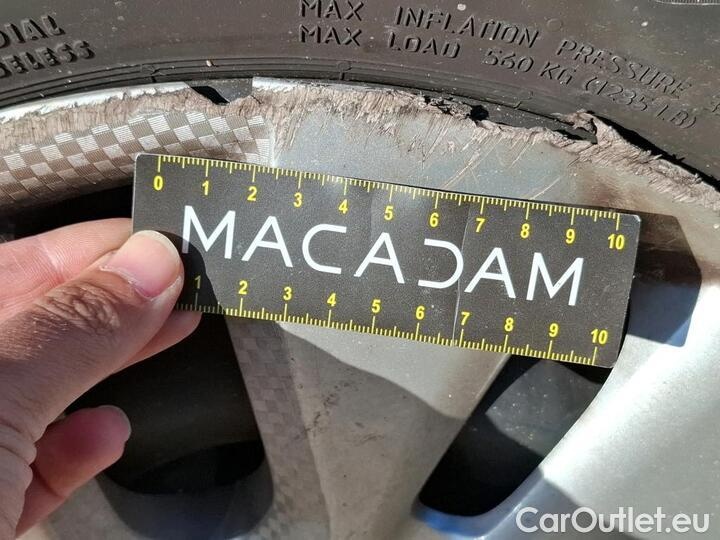 DIAL
ELESS
MAX INFLATION PRESSURE
MAX LOAD 560 KG (1235 LB)
0 1 2 3 4 5 6 7 8 9 10
MACADAM
1 2 3 4 5 6 7 8 9 10
CarOutlet.eu